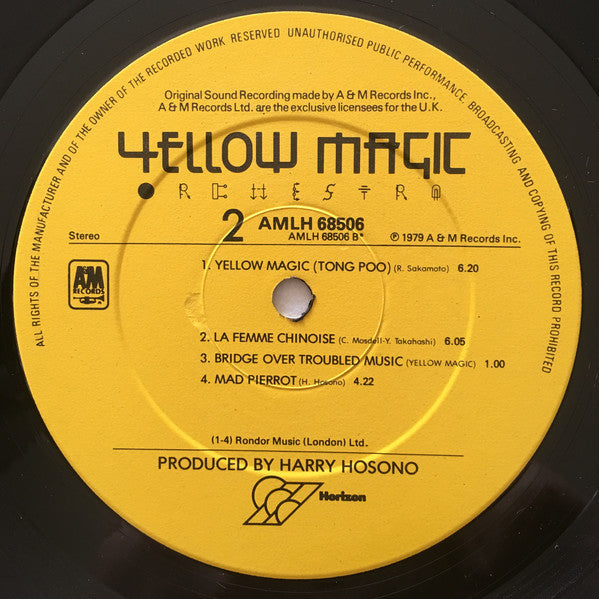 ALL RIGHTS OF THE MANUFACTURER AND OF THE OWNER OF THE RECORDED WORK RESERVED UNAUTHORISED PUBLIC PERFORMANCE, BROADCASTING AND COPYING OF THIS RECORD PROHIBITED
Original Sound Recording made by A & M Records Inc.,
A & M Records Ltd. are the exclusive licensees for the U.K.
YELLOW MAGIC
ORCHESTRA
Stereo
2 AMLH 68506
AMLH 68506 B*
℗ 1979 A & M Records Inc.
A&M
RECORDS
1. YELLOW MAGIC (TONG POO) (R. Sakamoto) 6.20
2. LA FEMME CHINOISE (C. Mosdell-Y. Takahashi) 6.05
3. BRIDGE OVER TROUBLED MUSIC (YELLOW MAGIC) 1.00
4. MAD PIERROT (H. Hosono) 4.22
(1-4) Rondor Music (London) Ltd.
PRODUCED BY HARRY HOSONO
Horizon